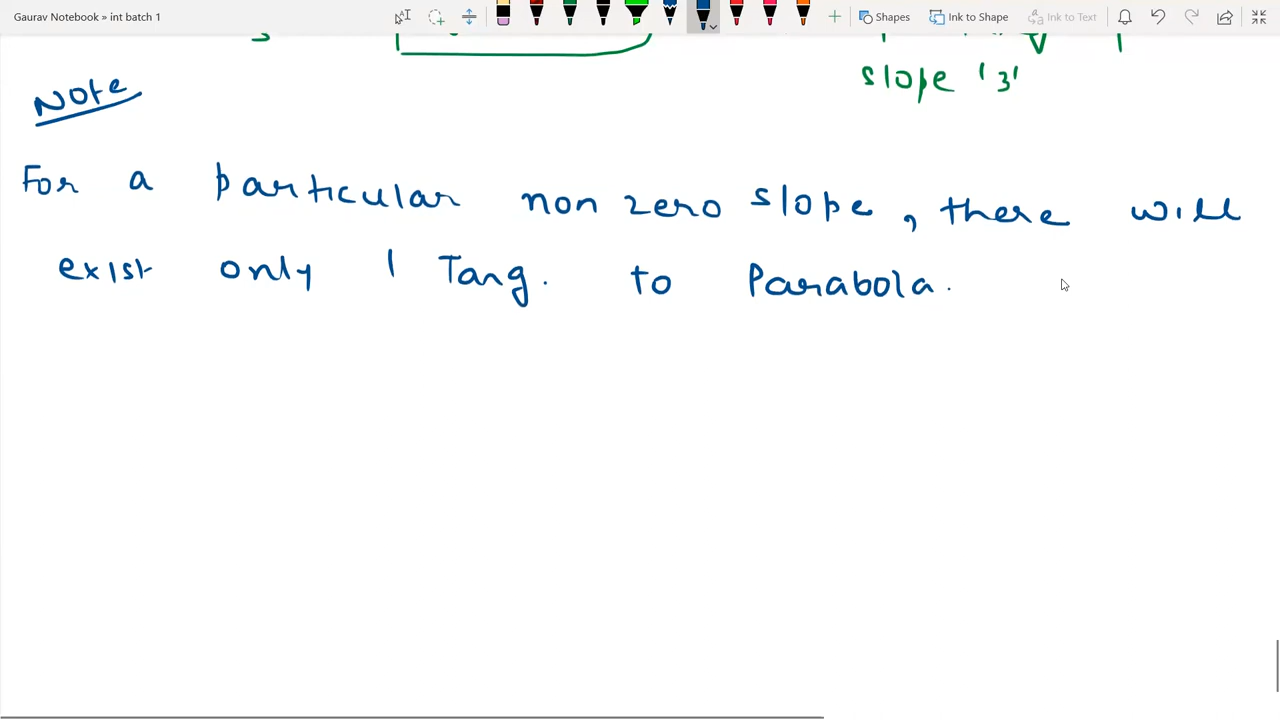 Gaurav Notebook » int batch 1
Shapes
Ink to Shape
Ink to Text
slope '3'
Note
For a particular non zero slope, there will
exist only 1 Tang. to Parabola.